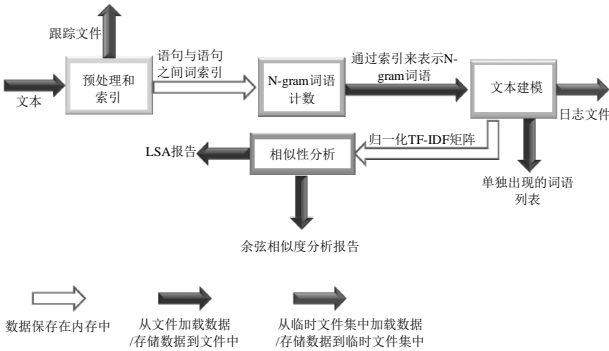 跟踪文件
文本
预处理和
索引
语句与语句
之间词索引
N-gram词语
计数
通过索引来表示N-
gram词语
文本建模
日志文件
归一化TF-IDF矩阵
相似性分析
LSA报告
单独出现的词语
列表
余弦相似度分析报告
数据保存在内存中
从文件加载数据
/存储数据到文件中
从临时文件集中加载数据
/存储数据到临时文件集中